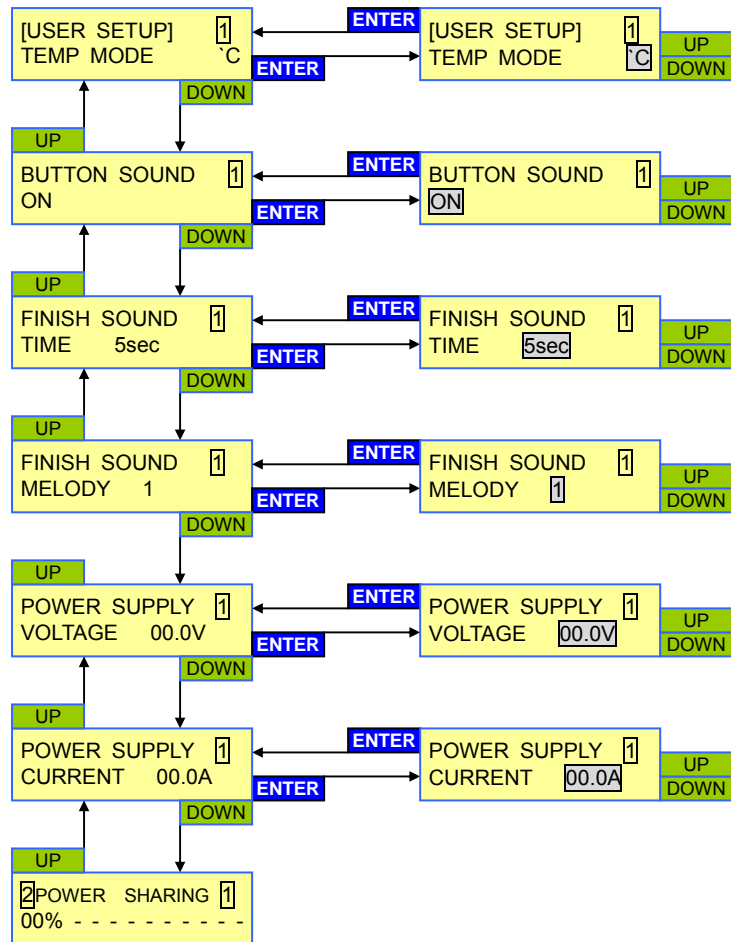 [USER SETUP] 1
TEMP MODE `C
ENTER
ENTER
[USER SETUP] 1
TEMP MODE `C
UP
DOWN
DOWN
UP
BUTTON SOUND 1
ON
ENTER
ENTER
BUTTON SOUND 1
ON
UP
DOWN
DOWN
UP
FINISH SOUND 1
TIME 5sec
ENTER
ENTER
FINISH SOUND 1
TIME 5sec
UP
DOWN
DOWN
UP
FINISH SOUND 1
MELODY 1
ENTER
ENTER
FINISH SOUND 1
MELODY 1
UP
DOWN
DOWN
UP
POWER SUPPLY 1
VOLTAGE 00.0V
ENTER
ENTER
POWER SUPPLY 1
VOLTAGE 00.0V
UP
DOWN
DOWN
UP
POWER SUPPLY 1
CURRENT 00.0A
ENTER
ENTER
POWER SUPPLY 1
CURRENT 00.0A
UP
DOWN
DOWN
UP
2POWER SHARING 1
00% - - - - - - - - - -